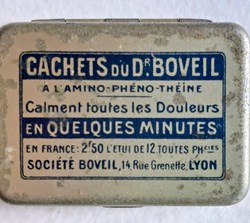 CACHETS DU DR BOVEIL
A L'AMINO-PHÉNO-THÉINE
Calment toutes les Douleurs
EN QUELQUES MINUTES
EN FRANCE: 2f50 L'ETUI DE 12 TOUTES PHCIES
SOCIÉTÉ BOVEIL, 14, Rue Grenette, LYON